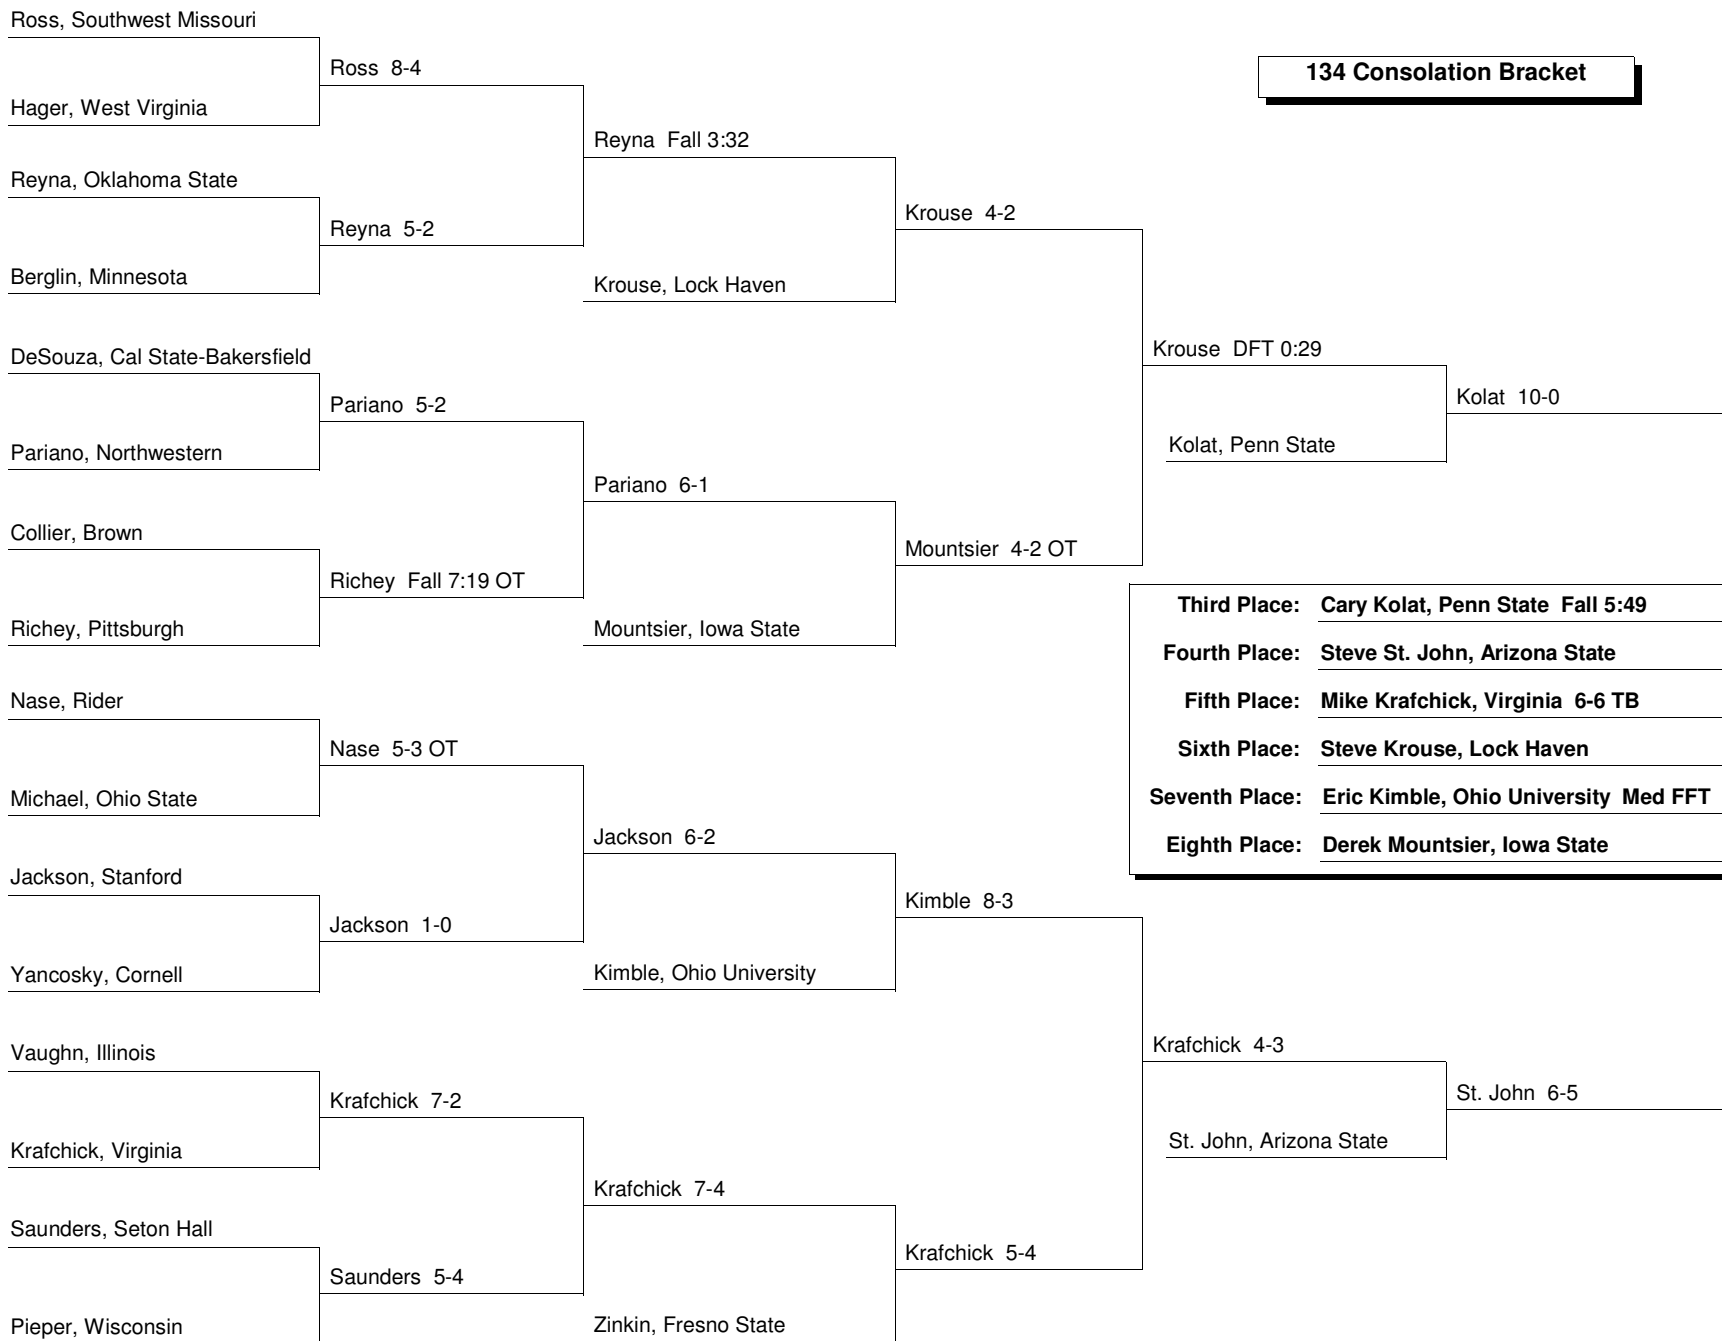 Ross, Southwest Missouri
Ross 8-4
134 Consolation Bracket
Hager, West Virginia
Reyna Fall 3:32
Reyna, Oklahoma State
Krouse 4-2
Reyna 5-2
Berglin, Minnesota
Krouse, Lock Haven
Krouse DFT 0:29
DeSouza, Cal State-Bakersfield
Kolat 10-0
Pariano 5-2
Kolat, Penn State
Pariano, Northwestern
Pariano 6-1
Collier, Brown
Mountsier 4-2 OT
Richey Fall 7:19 OT
Third Place: Cary Kolat, Penn State Fall 5:49
Richey, Pittsburgh
Mountsier, Iowa State
Fourth Place: Steve St. John, Arizona State
Nase, Rider
Fifth Place: Mike Krafchick, Virginia 6-6 TB
Nase 5-3 OT
Sixth Place: Steve Krouse, Lock Haven
Michael, Ohio State
Seventh Place: Eric Kimble, Ohio University Med FFT
Jackson 6-2
Eighth Place: Derek Mountsier, Iowa State
Jackson, Stanford
Kimble 8-3
Jackson 1-0
Yancosky, Cornell
Kimble, Ohio University
Vaughn, Illinois
Krafchick 4-3
Krafchick 7-2
St. John 6-5
Krafchick, Virginia
St. John, Arizona State
Krafchick 7-4
Saunders, Seton Hall
Krafchick 5-4
Saunders 5-4
Pieper, Wisconsin
Zinkin, Fresno State